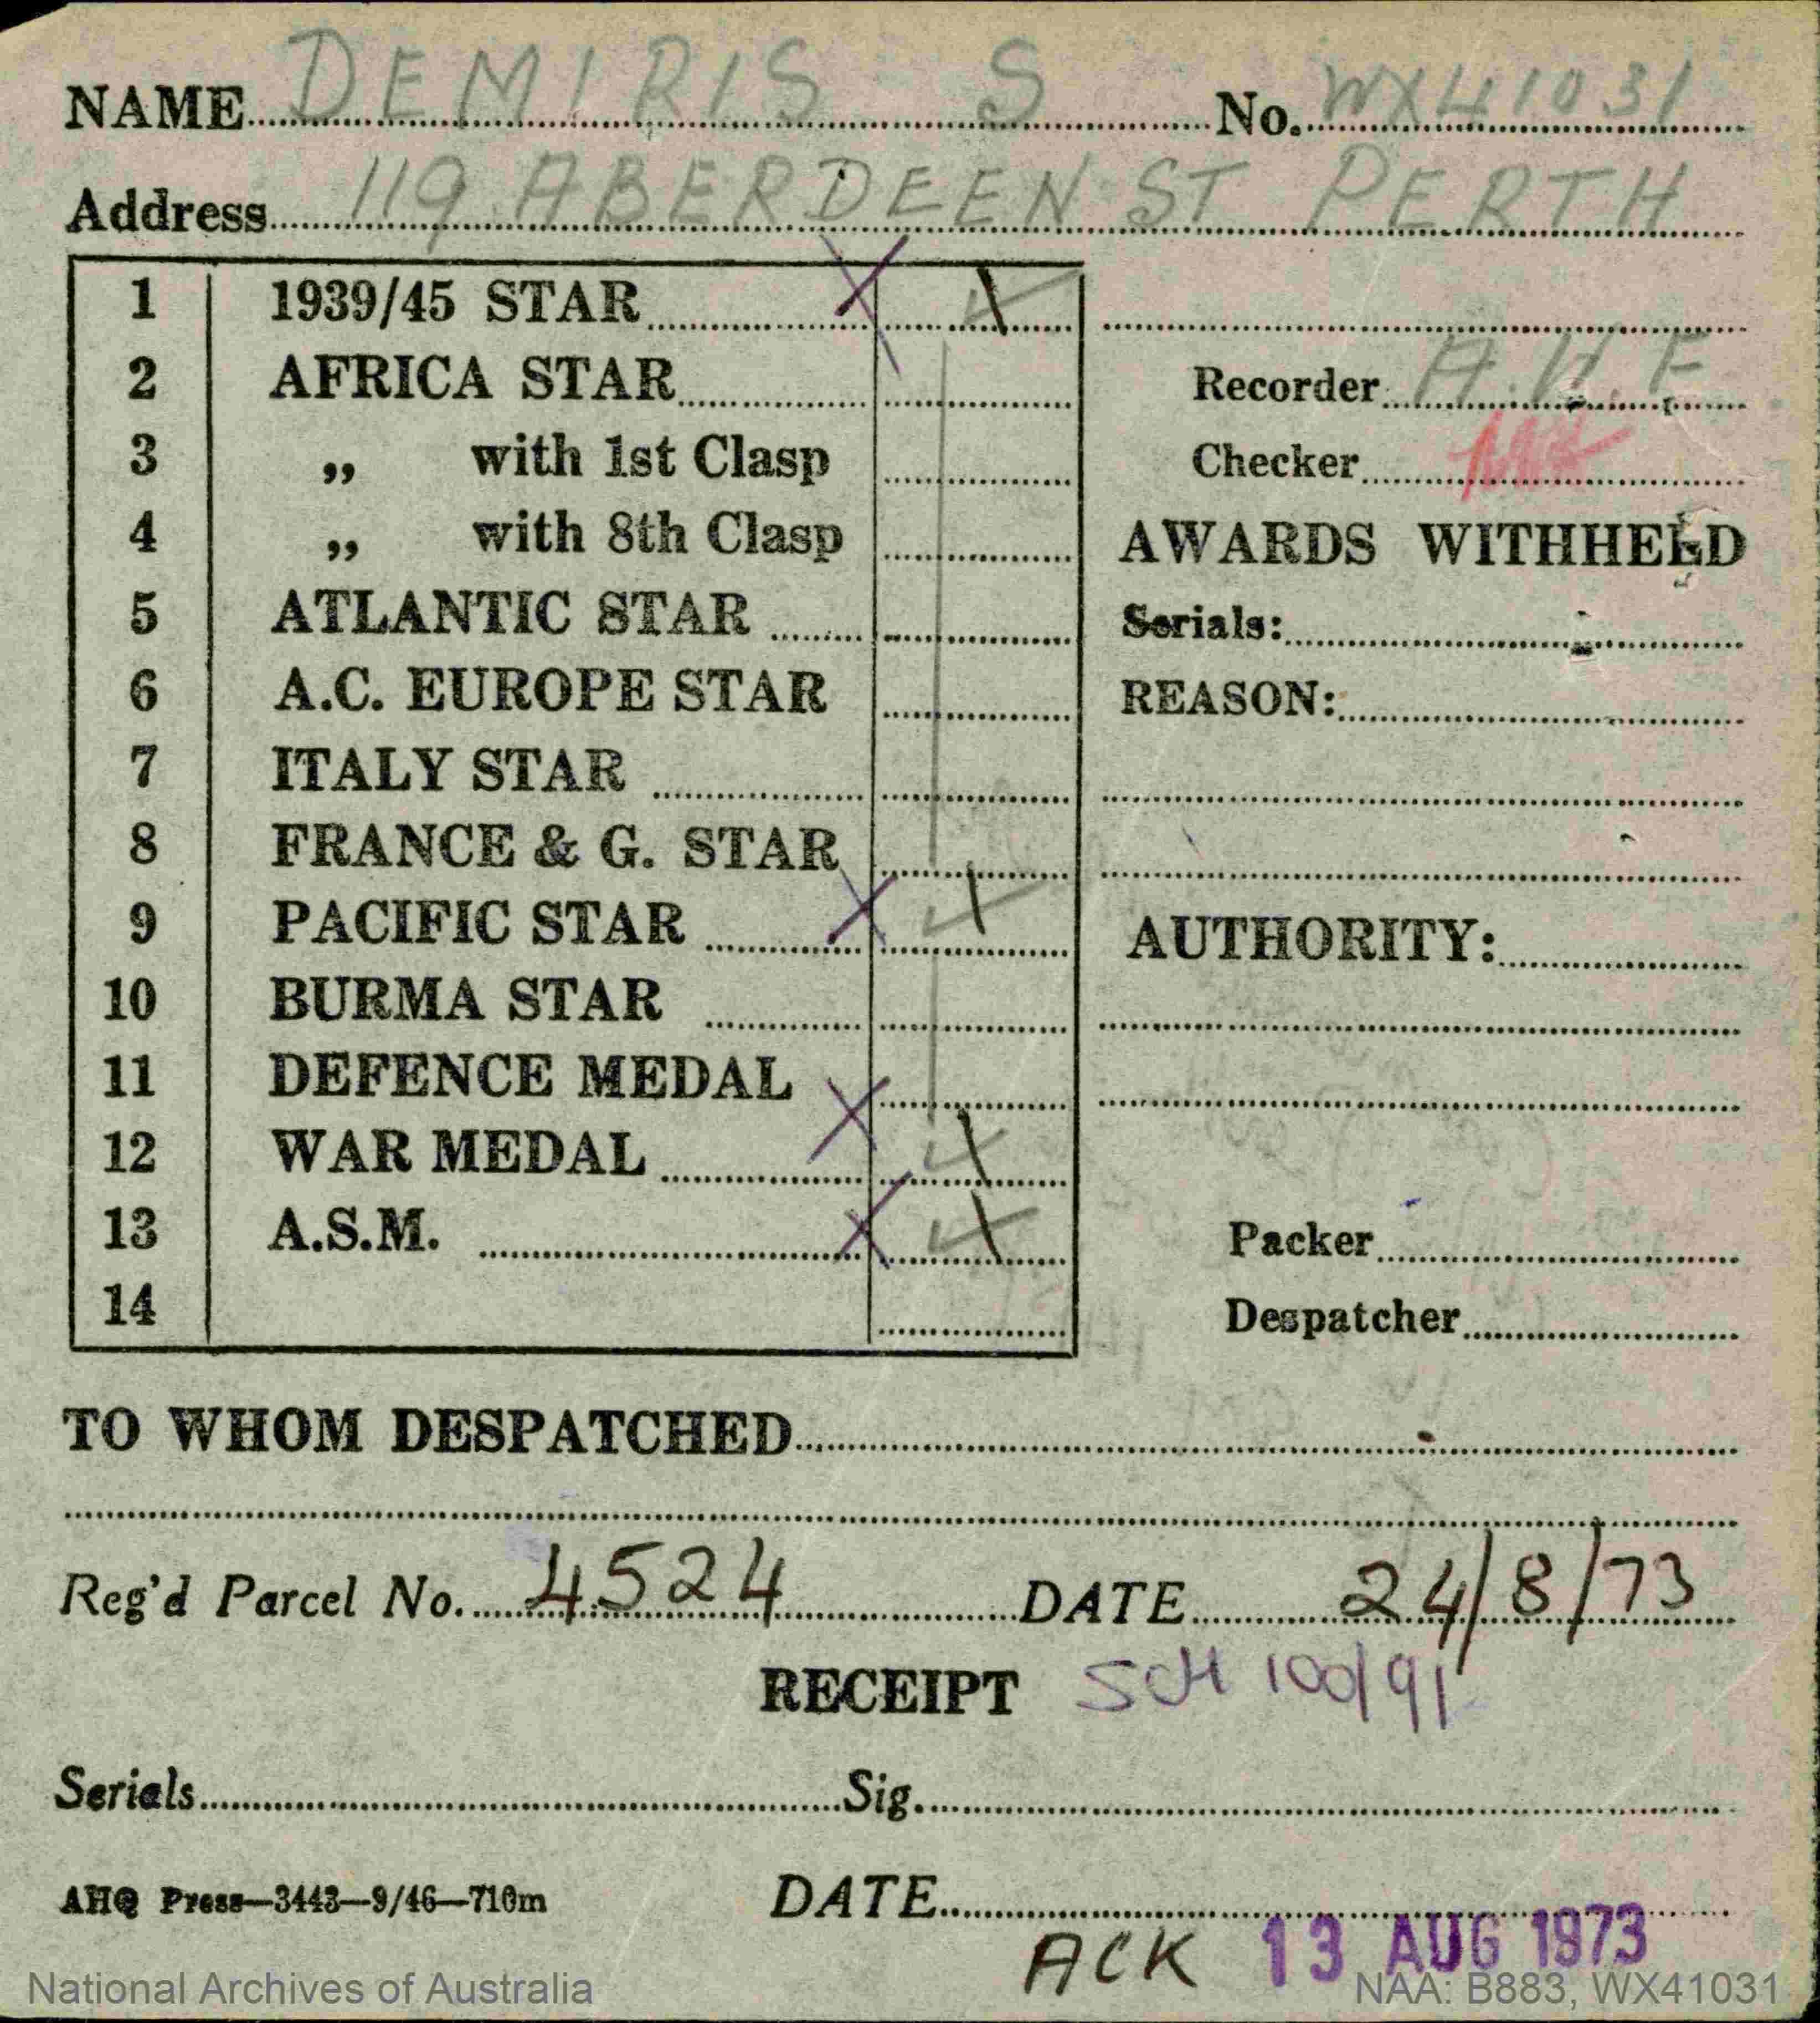 NAME DEMIRIS S No. WX41031
Address 119 ABERDEEN ST PERTH
1 1939/45 STAR
2 AFRICA STAR
Recorder A.W.F
3 „ with 1st Clasp
Checker
4 „ with 8th Clasp
AWARDS WITHHELD
5 ATLANTIC STAR
Serials:
6 A.C. EUROPE STAR
REASON:
7 ITALY STAR
8 FRANCE & G. STAR
9 PACIFIC STAR
AUTHORITY:
10 BURMA STAR
11 DEFENCE MEDAL
12 WAR MEDAL
13 A.S.M.
Packer
14
Despatcher
TO WHOM DESPATCHED
Reg'd Parcel No. 4524 DATE 24/8/73
RECEIPT SCH 100/91
Serials Sig.
AHQ Press—3443—9/46—710m DATE
ACK 13 AUG 1973
National Archives of Australia NAA: B883, WX41031